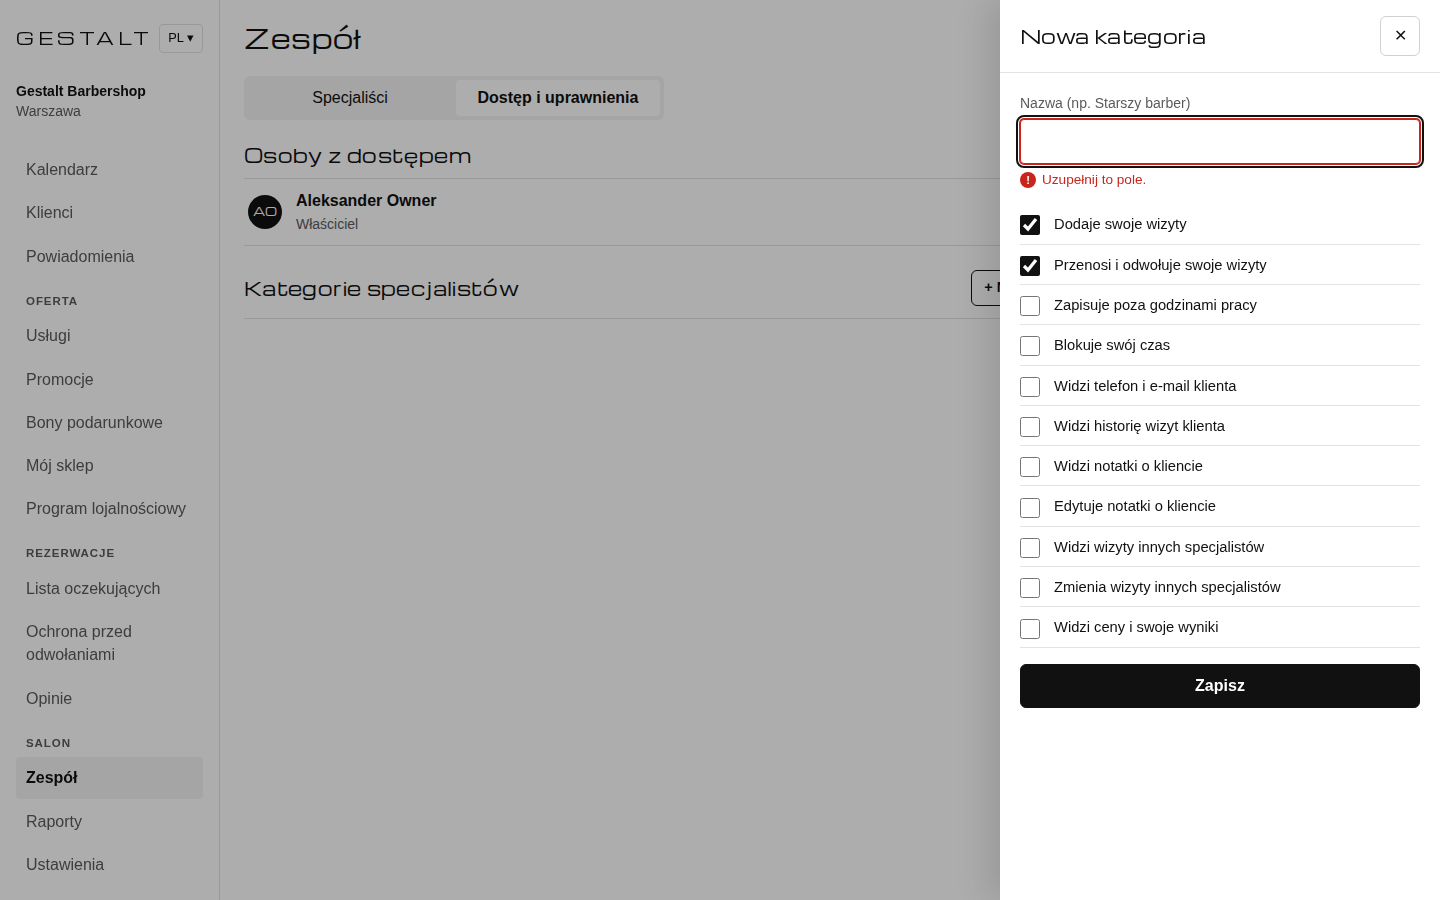 GESTALT
PL ▾
Gestalt Barbershop
Warszawa
Kalendarz
Klienci
Powiadomienia
OFERTA
Usługi
Promocje
Bony podarunkowe
Mój sklep
Program lojalnościowy
REZERWACJE
Lista oczekujących
Ochrona przed
odwołaniami
Opinie
SALON
Zespół
Raporty
Ustawienia
Zespół
Specjaliści
Dostęp i uprawnienia
Osoby z dostępem
AO
Aleksander Owner
Właściciel
Kategorie specjalistów
+
Nowa kategoria
✕
Nazwa (np. Starszy barber)
! Uzupełnij to pole.
Dodaje swoje wizyty
Przenosi i odwołuje swoje wizyty
Zapisuje poza godzinami pracy
Blokuje swój czas
Widzi telefon i e-mail klienta
Widzi historię wizyt klienta
Widzi notatki o kliencie
Edytuje notatki o kliencie
Widzi wizyty innych specjalistów
Zmienia wizyty innych specjalistów
Widzi ceny i swoje wyniki
Zapisz